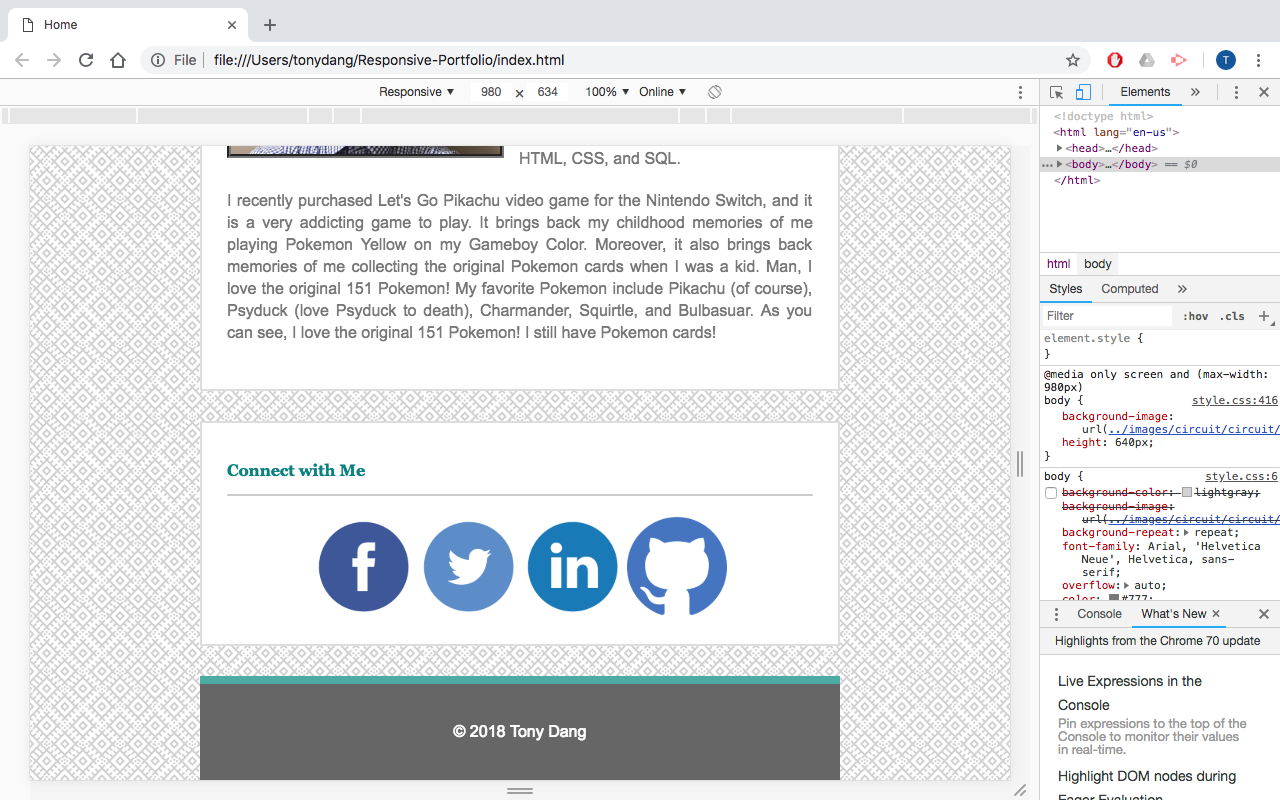 Home
File file:///Users/tonydang/Responsive-Portfolio/index.html T
Responsive 980 × 634 100% Online
Elements »
<!doctype html>
<html lang="en-us">
<head>…</head>
… <body>…</body> == $0
</html>
html body
Styles Computed »
Filter :hov .cls +
element.style {
}
@media only screen and (max-width:
980px)
body { style.css:416
background-image:
url(../images/circuit/circuit/
height: 640px;
}
body { style.css:6
background-color: lightgray;
background-image:
url(../images/circuit/circuit/
background-repeat: repeat;
font-family: Arial, 'Helvetica
Neue', Helvetica, sans-
serif;
overflow: auto;
color: #777;
Console What's New ×
Highlights from the Chrome 70 update
Live Expressions in the
Console
Pin expressions to the top of the
Console to monitor their values
in real-time.
Highlight DOM nodes during
Eager Evaluation
HTML, CSS, and SQL.
I recently purchased Let's Go Pikachu video game for the Nintendo Switch, and it
is a very addicting game to play. It brings back my childhood memories of me
playing Pokemon Yellow on my Gameboy Color. Moreover, it also brings back
memories of me collecting the original Pokemon cards when I was a kid. Man, I
love the original 151 Pokemon! My favorite Pokemon include Pikachu (of course),
Psyduck (love Psyduck to death), Charmander, Squirtle, and Bulbasuar. As you
can see, I love the original 151 Pokemon! I still have Pokemon cards!
Connect with Me
f in
© 2018 Tony Dang